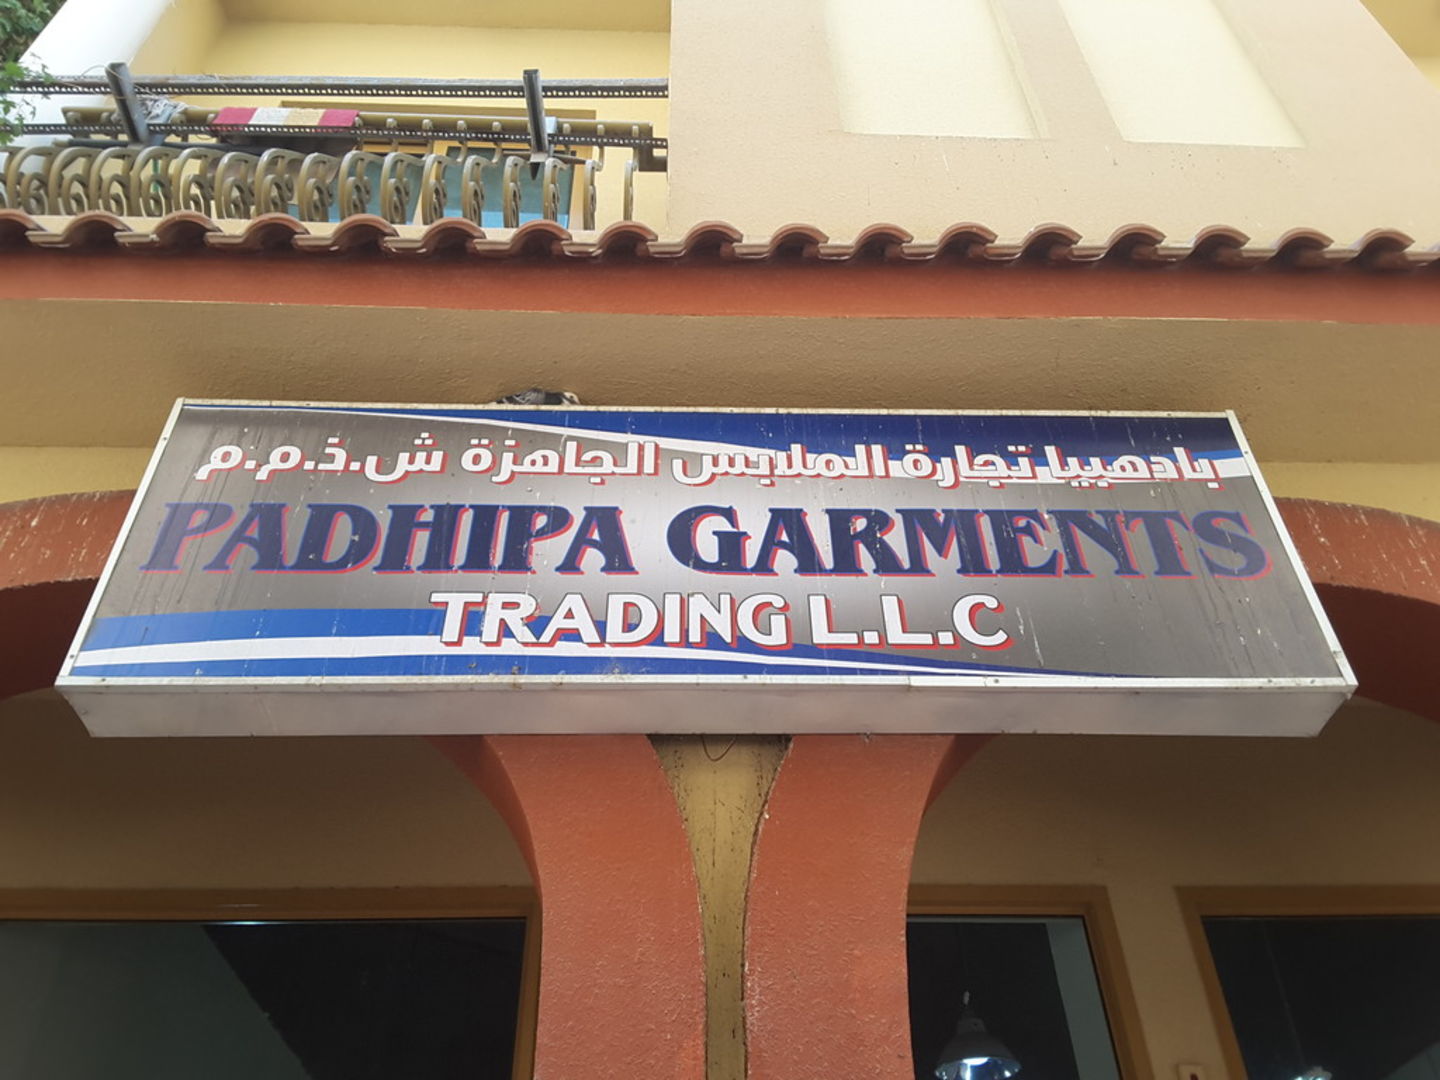 بادهيبا تجارة الملابس الجاهزة ش.ذ.م.م
PADHIPA GARMENTS
TRADING L.L.C